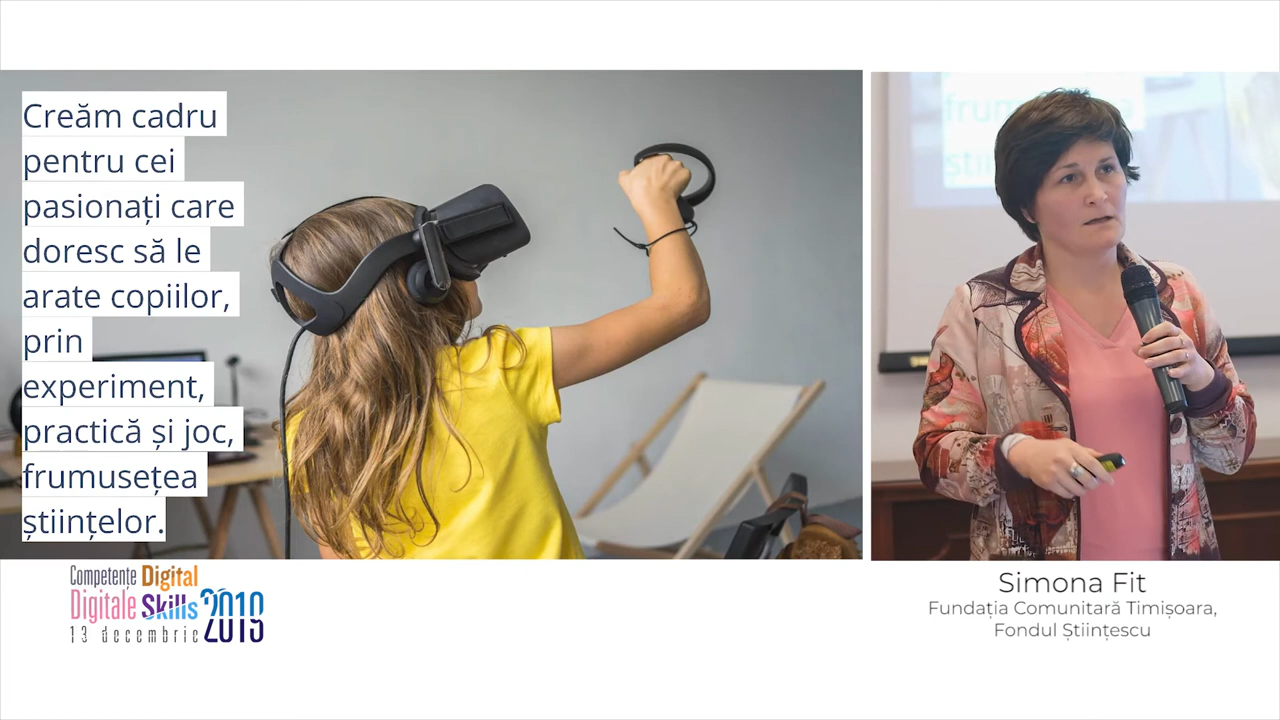 Creăm cadru
pentru cei
pasionați care
doresc să le
arate copiilor,
prin
experiment,
practică și joc,
frumusețea
științelor.
Competențe Digital
Digitale Skills 2019
13 decembrie
Simona Fit
Fundația Comunitară Timișoara,
Fondul Științescu